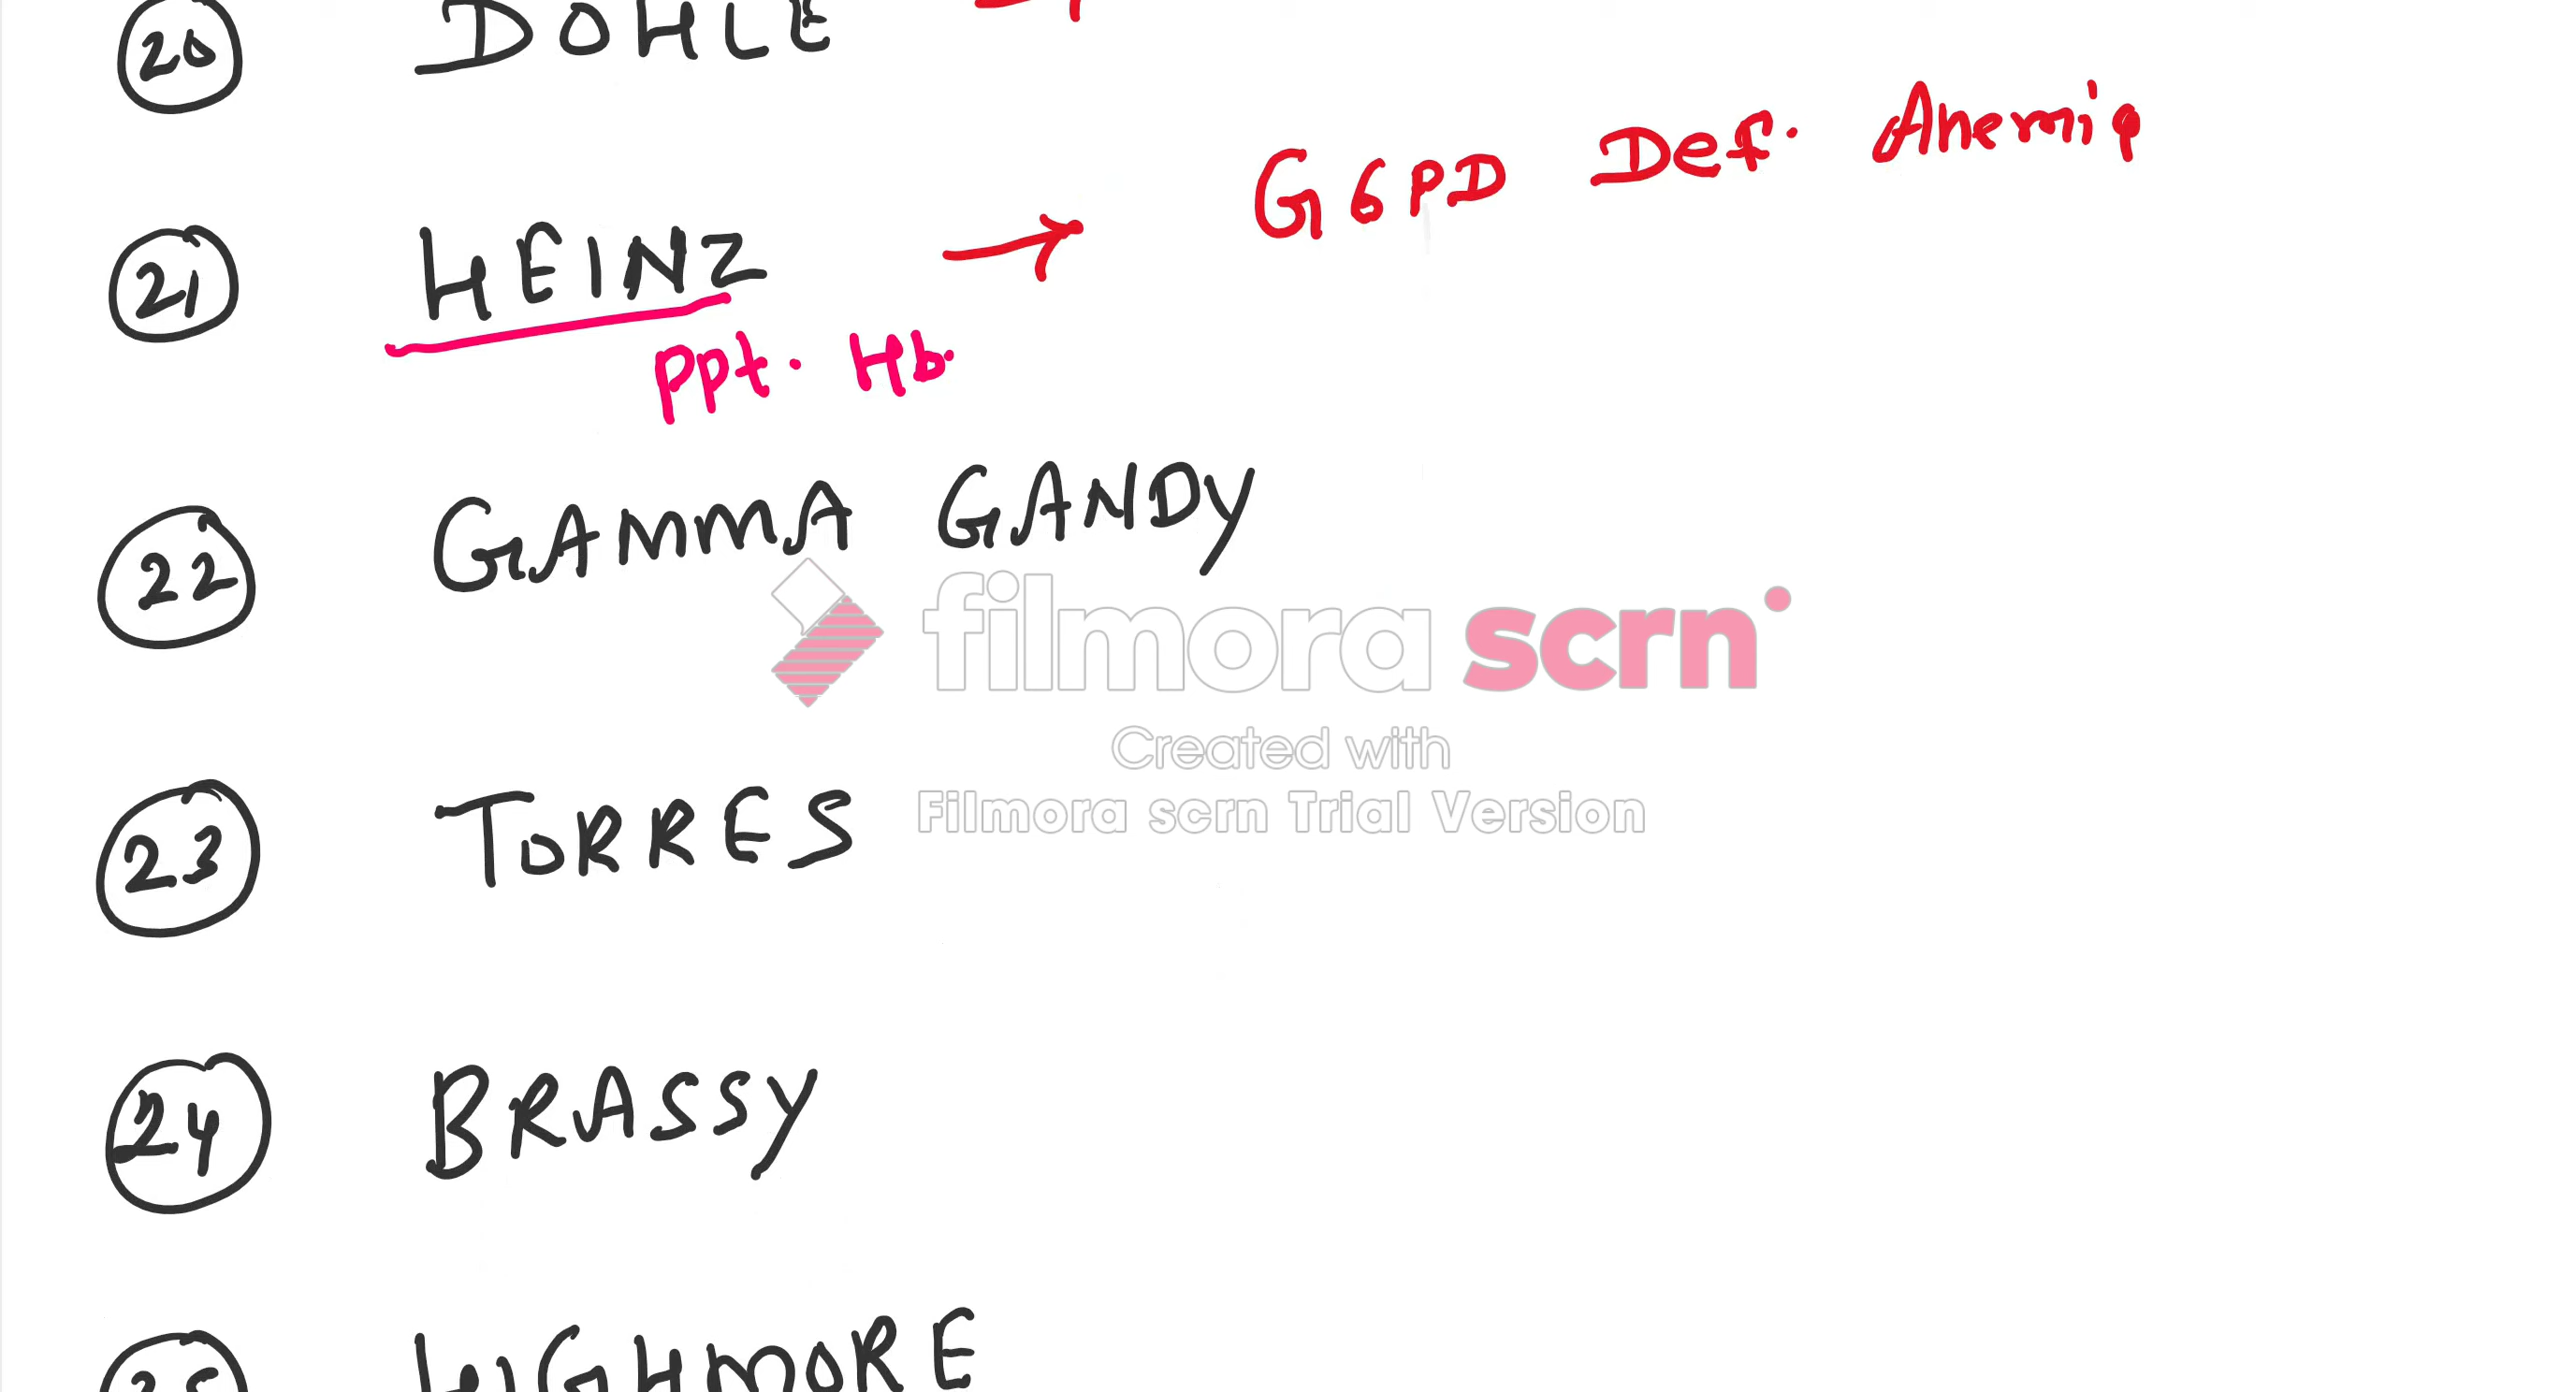 20 DOHLE
21 HEINZ → G6PD Def. Anemia
Ppt. Hb.
22 GAMMA GANDY
filmora scrn
Created with
Filmora scrn Trial Version
23 TORRES
24 BRASSY
25 HIGHMORE